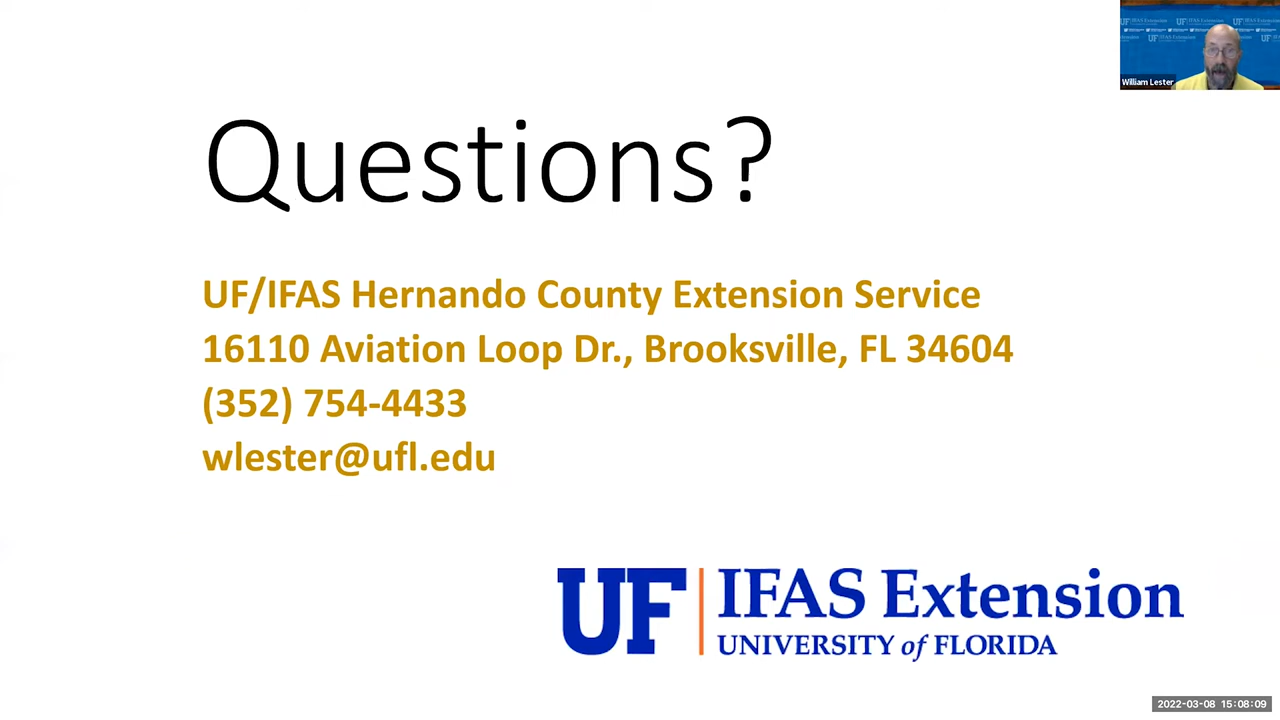 William Lester
Questions?
UF/IFAS Hernando County Extension Service
16110 Aviation Loop Dr., Brooksville, FL 34604
(352) 754-4433
wlester@ufl.edu
UF IFAS Extension
UNIVERSITY of FLORIDA
2022-03-08 15:08:09